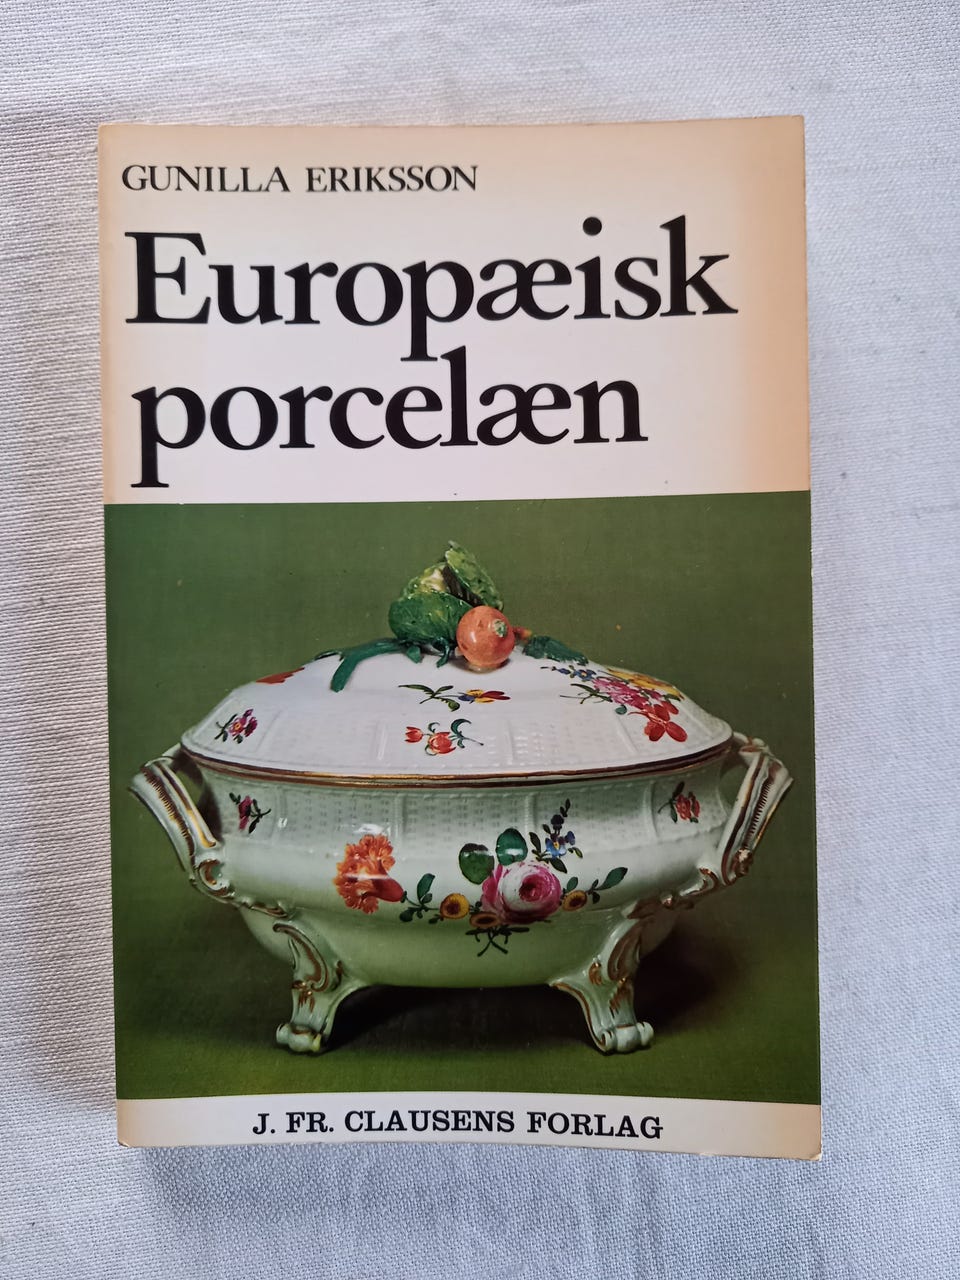 GUNILLA ERIKSSON
Europæisk
porcelæn
J. FR. CLAUSENS FORLAG